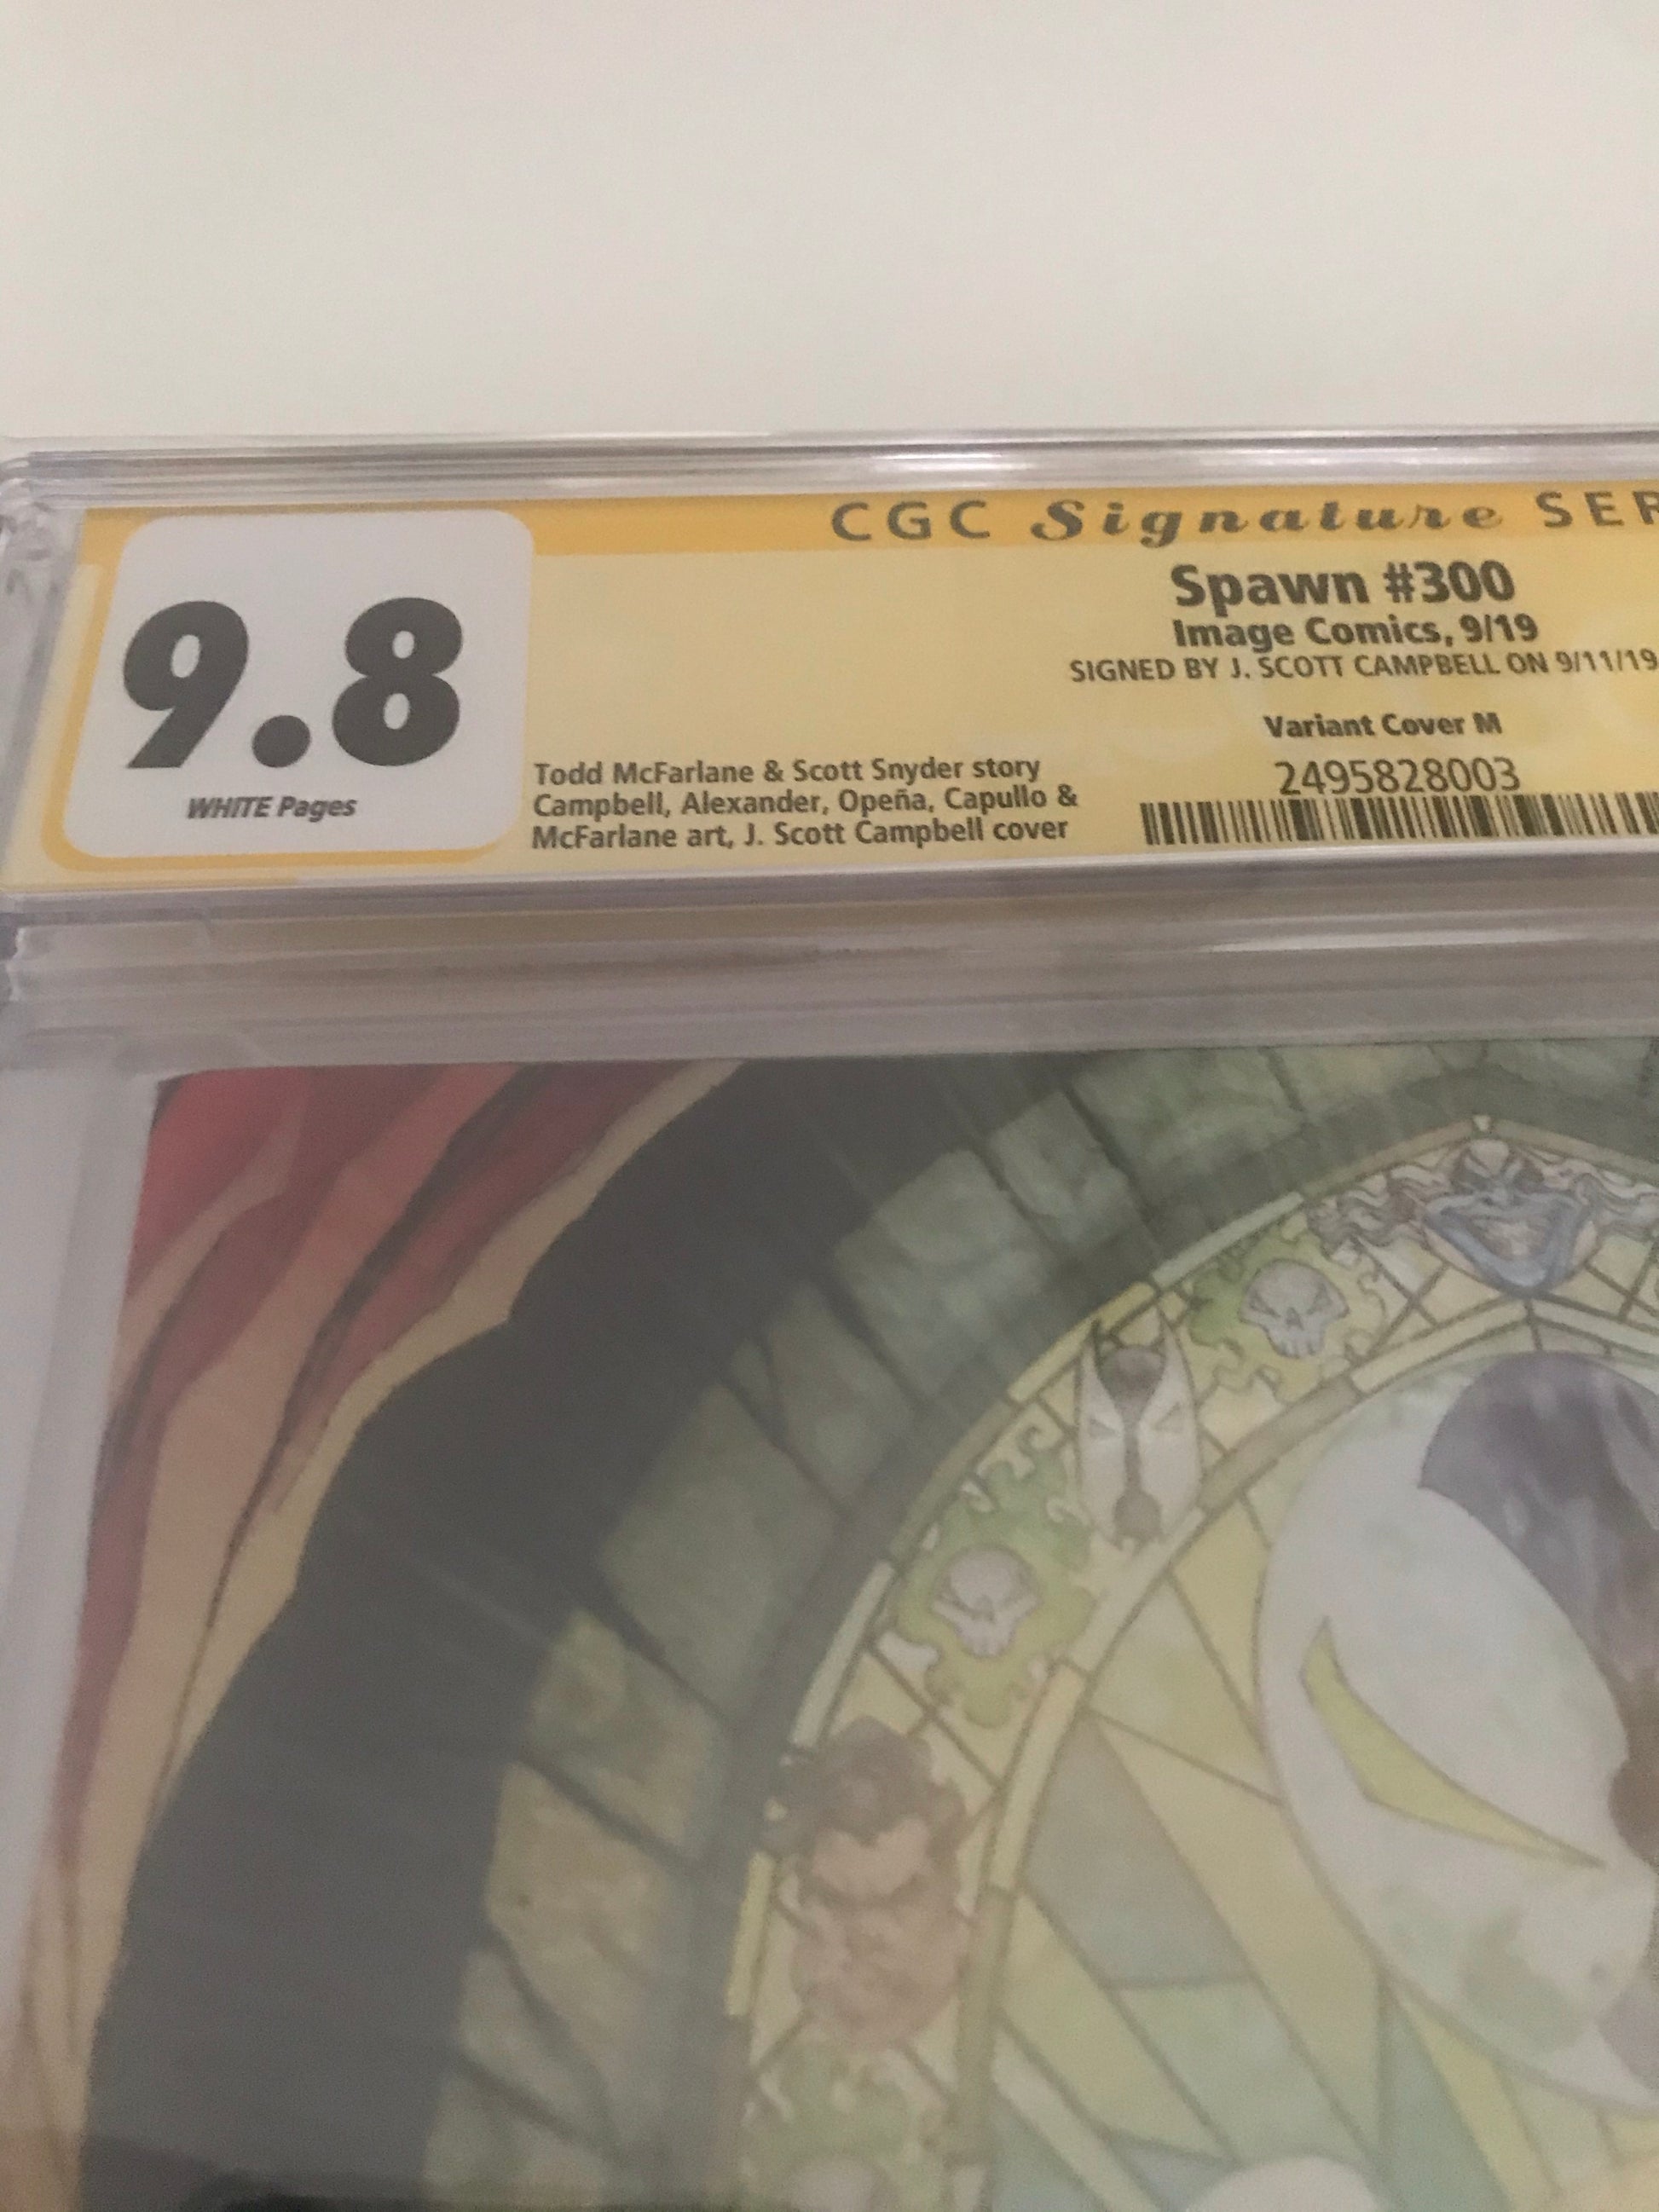 CGC Signature SER
9.8
WHITE Pages
Spawn #300
Image Comics, 9/19
SIGNED BY J. SCOTT CAMPBELL ON 9/11/19
Variant Cover M
2495828003
Todd McFarlane & Scott Snyder story
Campbell, Alexander, Opeña, Capullo &
McFarlane art, J. Scott Campbell cover